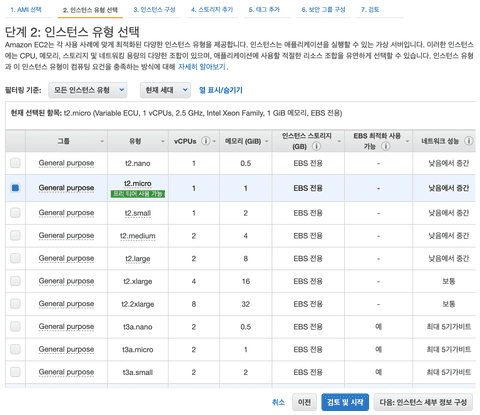 1. AMI 선택 2. 인스턴스 유형 선택 3. 인스턴스 구성 4. 스토리지 추가 5. 태그 추가 6. 보안 그룹 구성 7. 검토
단계 2: 인스턴스 유형 선택
Amazon EC2는 각 사용 사례에 맞게 최적화된 다양한 인스턴스 유형을 제공합니다. 인스턴스는 애플리케이션을 실행할 수 있는 가상 서버입니다. 이러한 인스턴스
에는 CPU, 메모리, 스토리지 및 네트워킹 용량의 다양한 조합이 있으며, 애플리케이션에 사용할 적절한 리소스 조합을 유연하게 선택할 수 있습니다. 인스턴스 유형
과 이 인스턴스 유형이 컴퓨팅 요건을 충족하는 방식에 대해 자세히 알아보기.
필터링 기준: 모든 인스턴스 유형 현재 세대 열 표시/숨기기
현재 선택된 항목: t2.micro (Variable ECU, 1 vCPUs, 2.5 GHz, Intel Xeon Family, 1 GiB 메모리, EBS 전용)
그룹 유형 vCPUs 메모리 (GiB) 인스턴스 스토리지 (GB) EBS 최적화 사용 가능 네트워크 성능
General purpose t2.nano 1 0.5 EBS 전용 - 낮음에서 중간
General purpose t2.micro 1 1 EBS 전용 - 낮음에서 중간
프리 티어 사용 가능
General purpose t2.small 1 2 EBS 전용 - 낮음에서 중간
General purpose t2.medium 2 4 EBS 전용 - 낮음에서 중간
General purpose t2.large 2 8 EBS 전용 - 낮음에서 중간
General purpose t2.xlarge 4 16 EBS 전용 - 보통
General purpose t2.2xlarge 8 32 EBS 전용 - 보통
General purpose t3a.nano 2 0.5 EBS 전용 예 최대 5기가비트
General purpose t3a.micro 2 1 EBS 전용 예 최대 5기가비트
General purpose t3a.small 2 2 EBS 전용 예 최대 5기가비트
취소 이전 검토 및 시작 다음: 인스턴스 세부 정보 구성